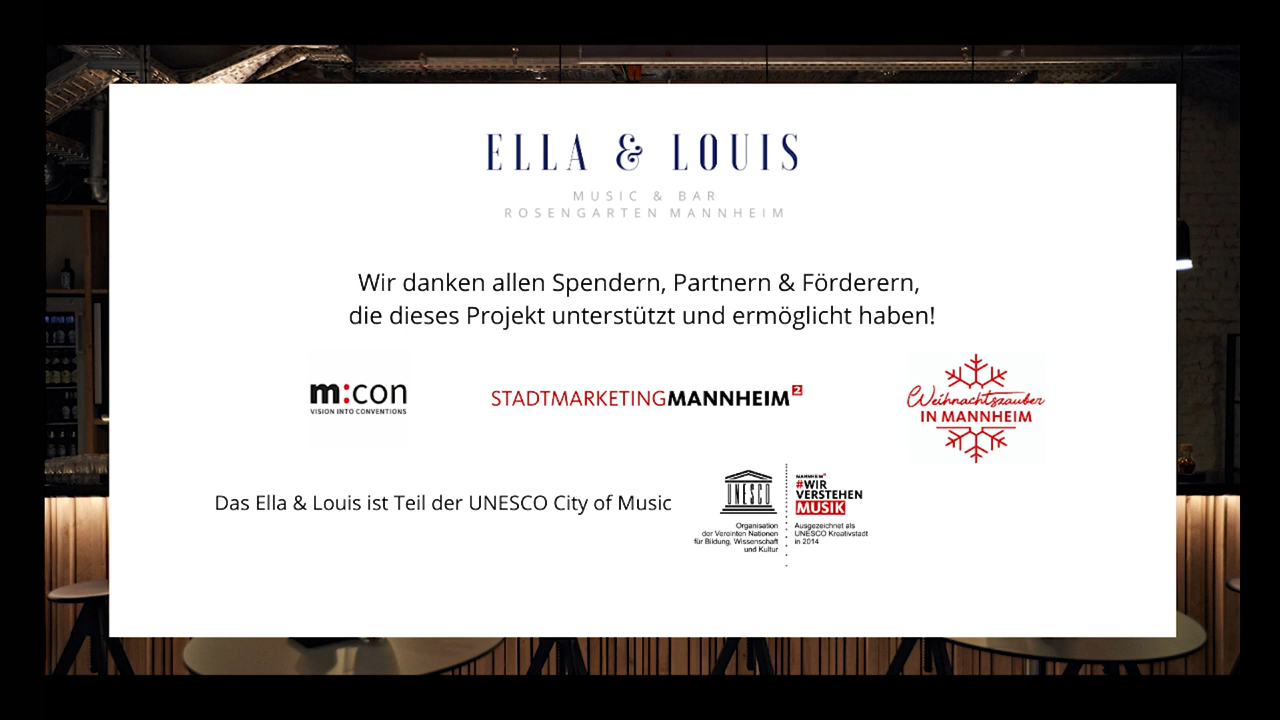 ELLA & LOUIS
MUSIC & BAR
ROSENGARTEN MANNHEIM
Wir danken allen Spendern, Partnern & Förderern,
die dieses Projekt unterstützt und ermöglicht haben!
m:con
VISION INTO CONVENTIONS
STADTMARKETINGMANNHEIM²
Weihnachtszauber
IN MANNHEIM
Das Ella & Louis ist Teil der UNESCO City of Music
UNESCO
Organisation
der Vereinten Nationen
für Bildung, Wissenschaft
und Kultur
MANNHEIM²
#WIR
VERSTEHEN
MUSIK
Ausgezeichnet als
UNESCO Kreativstadt
in 2014